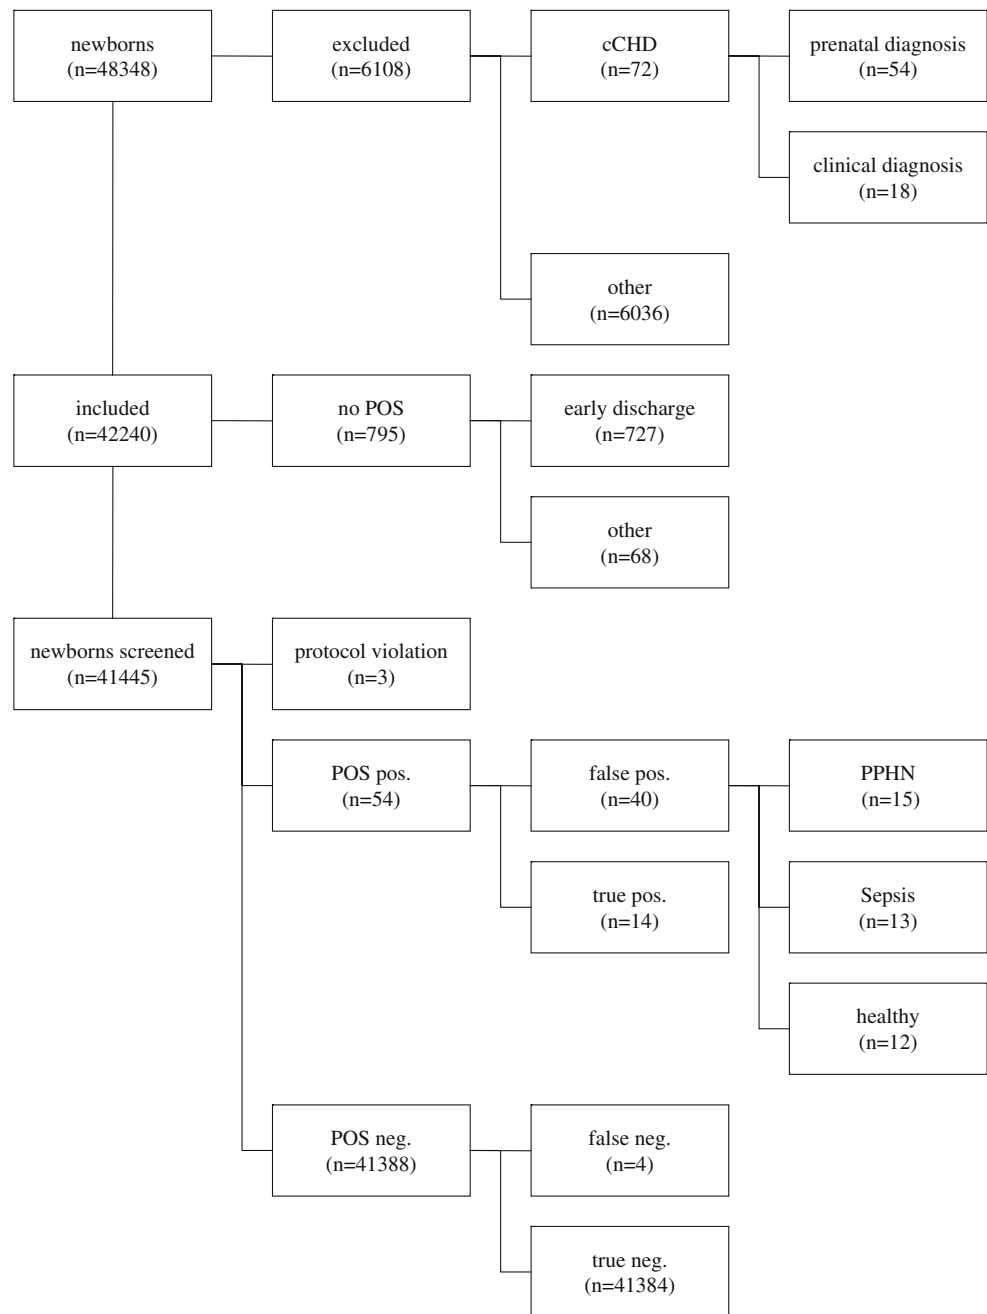 newborns
(n=48348)
excluded
(n=6108)
cCHD
(n=72)
prenatal diagnosis
(n=54)
clinical diagnosis
(n=18)
other
(n=6036)
included
(n=42240)
no POS
(n=795)
early discharge
(n=727)
other
(n=68)
newborns screened
(n=41445)
protocol violation
(n=3)
POS pos.
(n=54)
false pos.
(n=40)
PPHN
(n=15)
true pos.
(n=14)
Sepsis
(n=13)
healthy
(n=12)
POS neg.
(n=41388)
false neg.
(n=4)
true neg.
(n=41384)